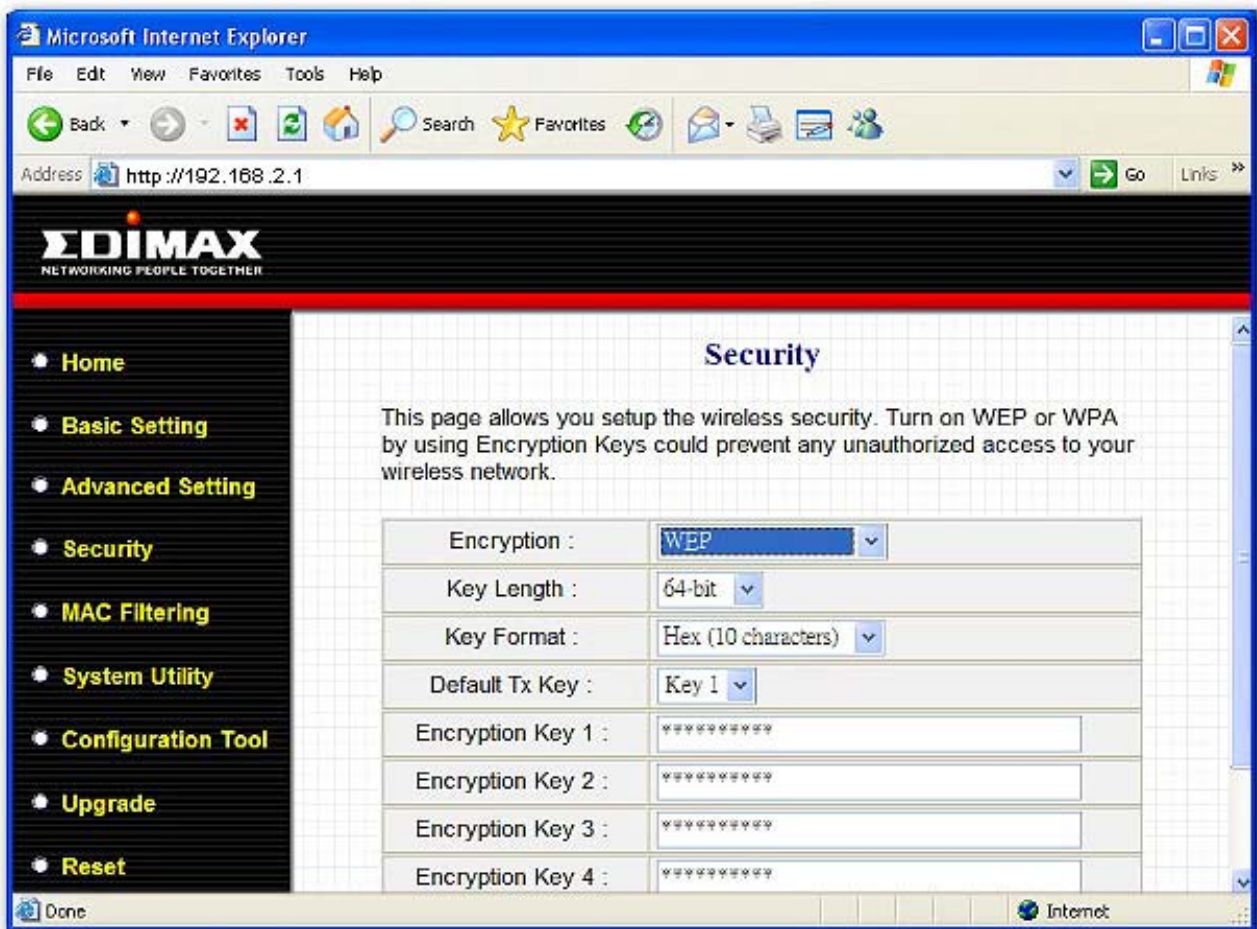 Microsoft Internet Explorer
File Edit View Favorites Tools Help
Back Search Favorites
Address http://192.168.2.1 Go Links »
EDIMAX
NETWORKING PEOPLE TOGETHER
Home
Basic Setting
Advanced Setting
Security
MAC Filtering
System Utility
Configuration Tool
Upgrade
Reset
Security
This page allows you setup the wireless security. Turn on WEP or WPA
by using Encryption Keys could prevent any unauthorized access to your
wireless network.
Encryption : WEP
Key Length : 64-bit
Key Format : Hex (10 characters)
Default Tx Key : Key 1
Encryption Key 1 : **********
Encryption Key 2 : **********
Encryption Key 3 : **********
Encryption Key 4 : **********
Done Internet